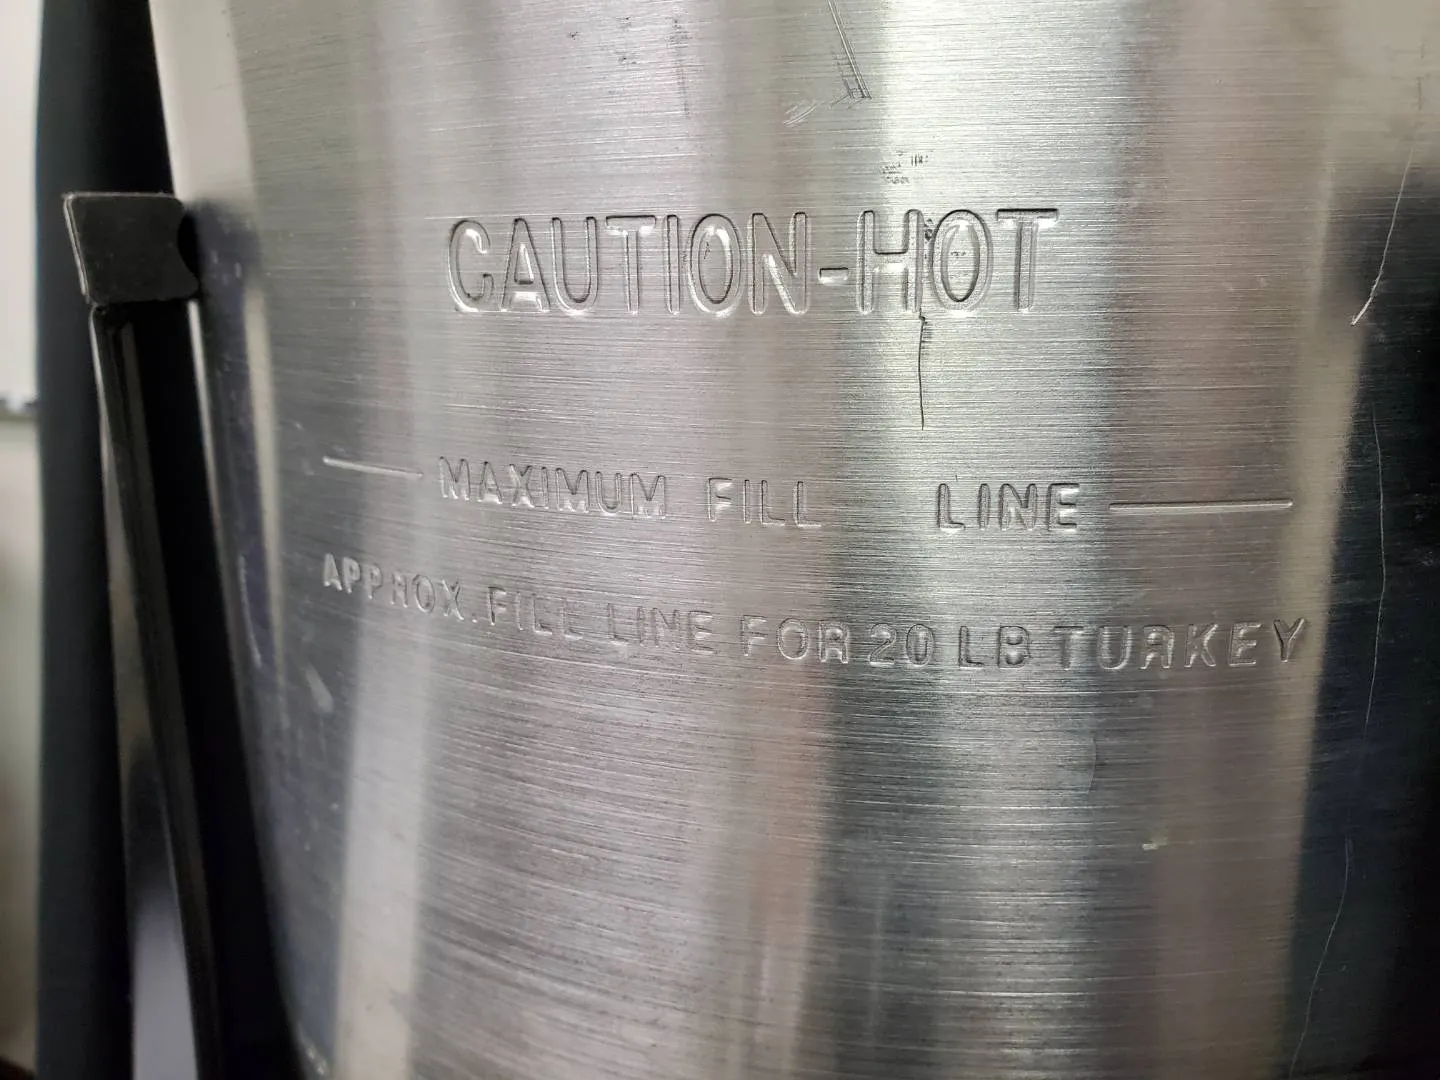 CAUTION-HOT
MAXIMUM FILL LINE
APPROX. FILL LINE FOR 20 LB TURKEY